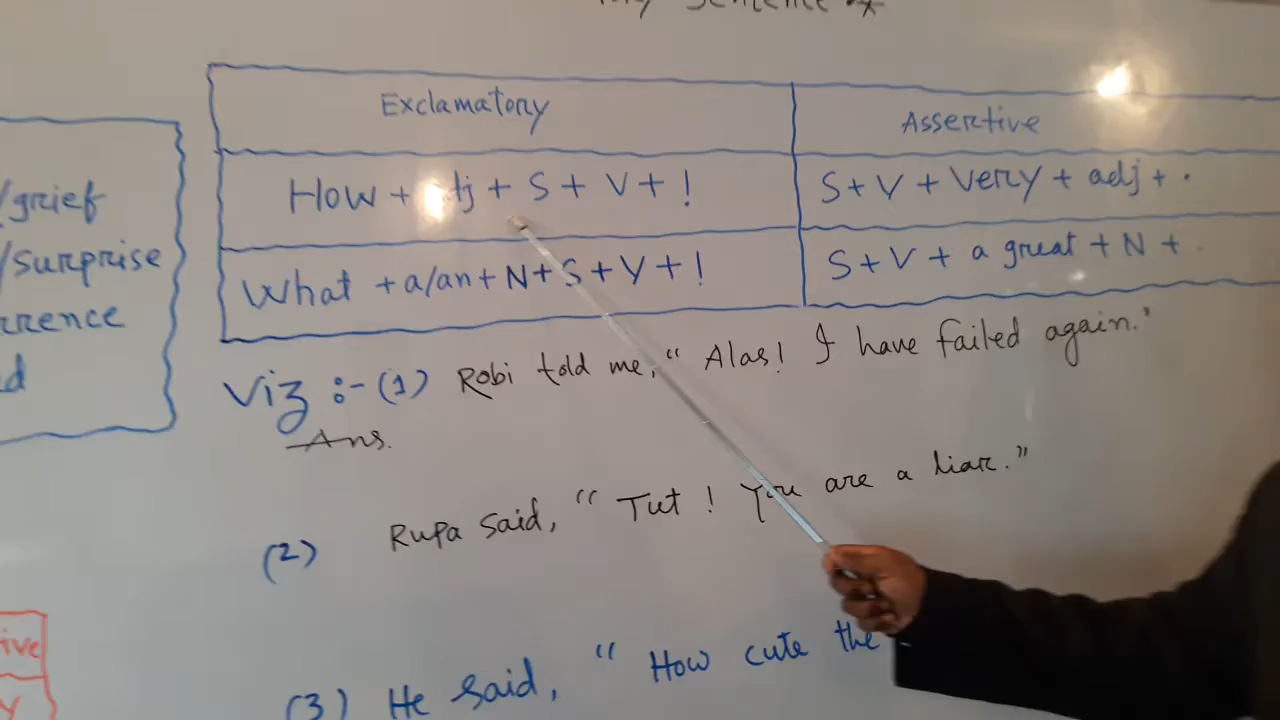 Sentence *
Exclamatory
Assertive
How + adj + S + V + !
S + V + Very + adj + .
What + a/an + N + S + V + !
S + V + a great + N + .
/grief
/surprise
rrence
d
Viz :- (1) Robi told me, "Alas! I have failed again."
Ans.
(2) Rupa said, "Tut ! You are a liar."
(3) He said, "How cute the
ive
y